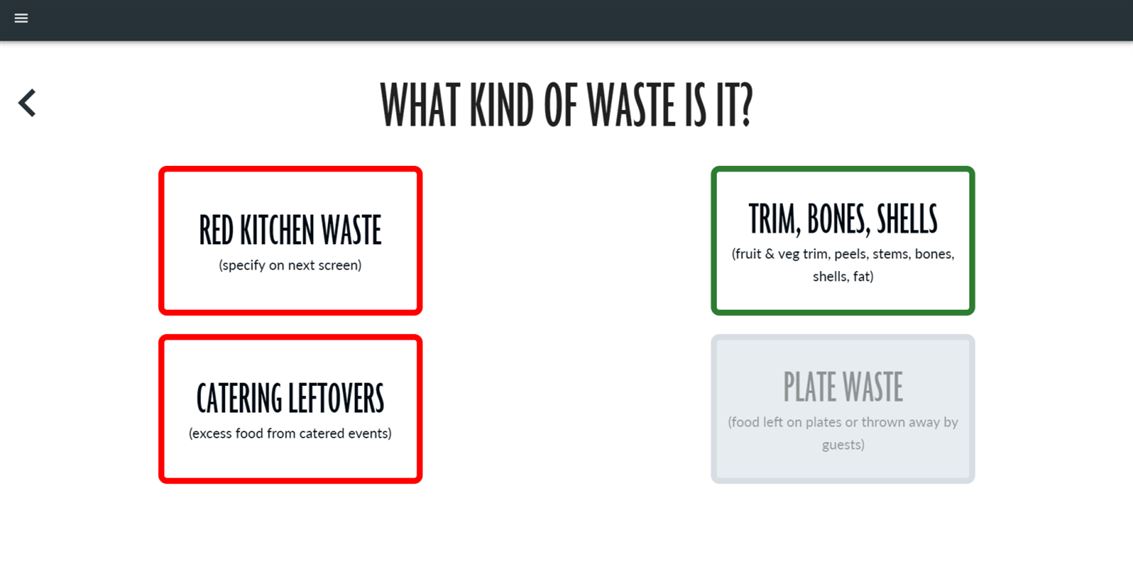 WHAT KIND OF WASTE IS IT?
RED KITCHEN WASTE
(specify on next screen)
TRIM, BONES, SHELLS
(fruit & veg trim, peels, stems, bones,
shells, fat)
CATERING LEFTOVERS
(excess food from catered events)
PLATE WASTE
(food left on plates or thrown away by
guests)